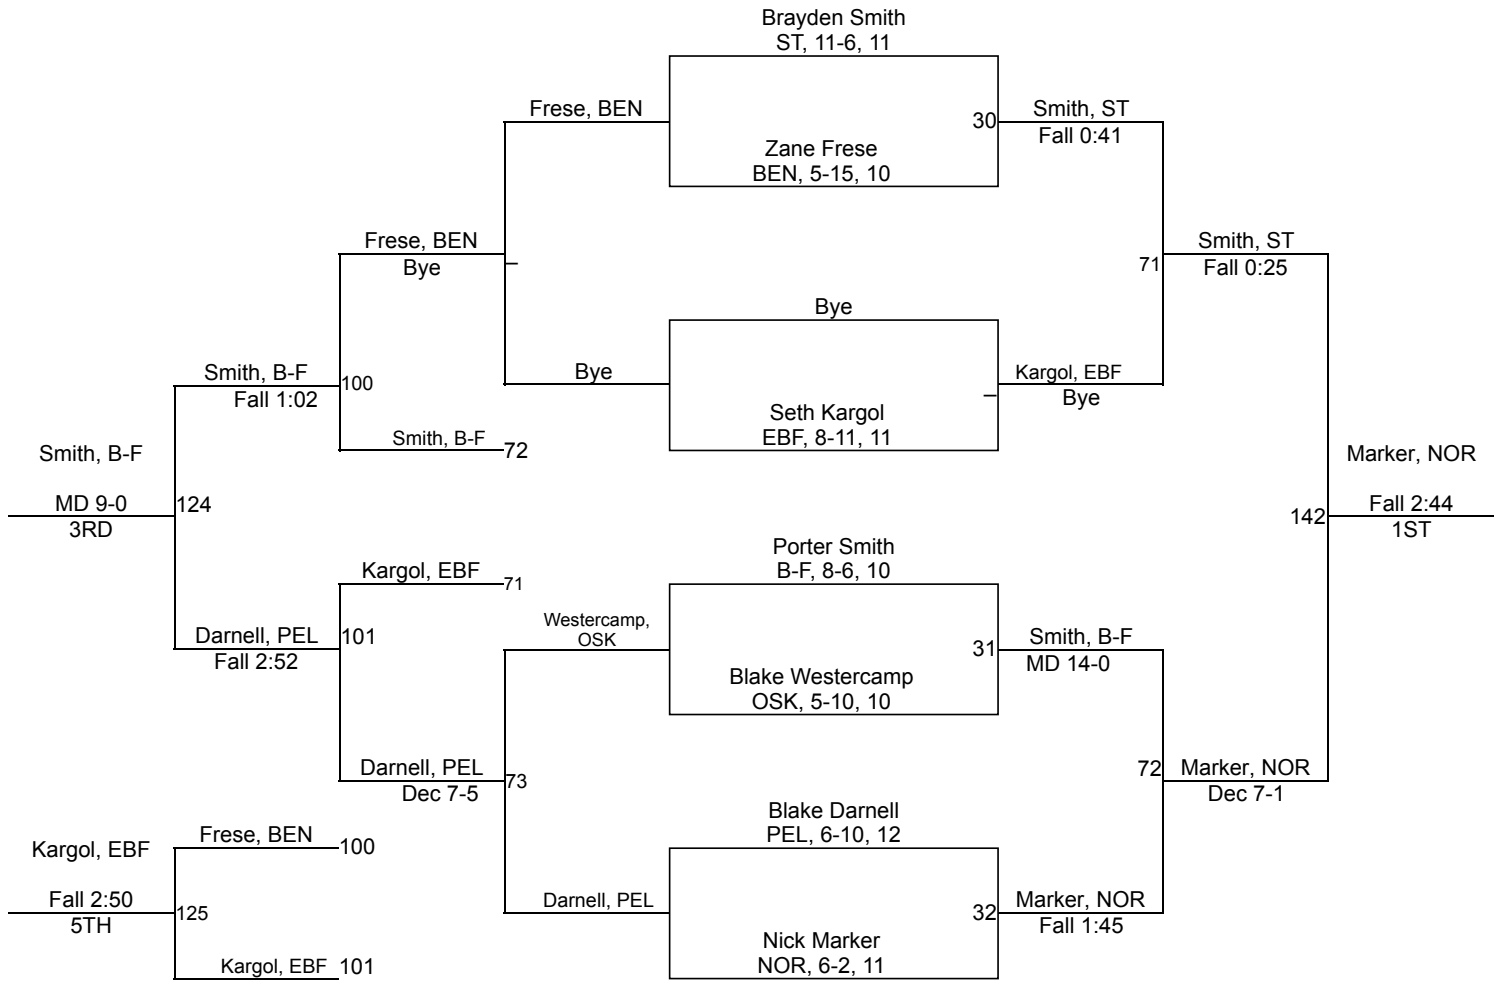 Brayden Smith
ST, 11-6, 11
Frese, BEN
30
Smith, ST
Fall 0:41
Zane Frese
BEN, 5-15, 10
Frese, BEN
Bye
–
71
Smith, ST
Fall 0:25
Bye
Smith, B-F
Fall 1:02
100
Bye
Kargol, EBF
–
Bye
Seth Kargol
EBF, 8-11, 11
Smith, B-F
72
Smith, B-F
MD 9-0
3RD
124
Marker, NOR
142
Fall 2:44
1ST
Porter Smith
B-F, 8-6, 10
Kargol, EBF
71
Westercamp,
OSK
Darnell, PEL
Fall 2:52
101
31
Smith, B-F
MD 14-0
Blake Westercamp
OSK, 5-10, 10
Darnell, PEL
Dec 7-5
73
72
Marker, NOR
Dec 7-1
Blake Darnell
PEL, 6-10, 12
Kargol, EBF
Frese, BEN
100
Fall 2:50
5TH
125
Darnell, PEL
32
Marker, NOR
Fall 1:45
Nick Marker
NOR, 6-2, 11
Kargol, EBF
101